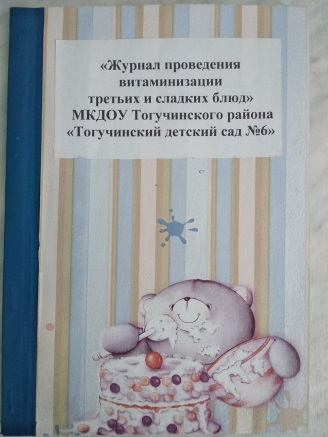 «Журнал проведения
витаминизации
третьих и сладких блюд»
МКДОУ Тогучинского района
«Тогучинский детский сад №6»